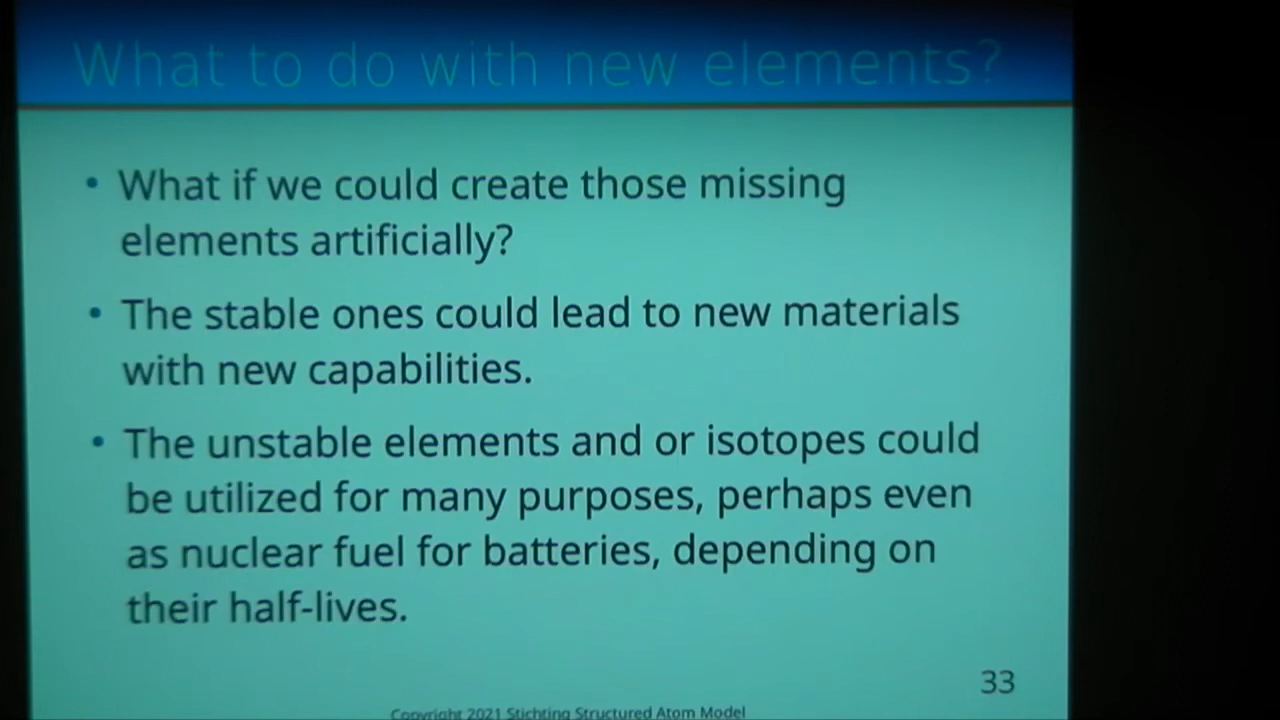 What to do with new elements?
• What if we could create those missing
elements artificially?
• The stable ones could lead to new materials
with new capabilities.
• The unstable elements and or isotopes could
be utilized for many purposes, perhaps even
as nuclear fuel for batteries, depending on
their half-lives.
33
Copyright 2021 Stichting Structured Atom Model